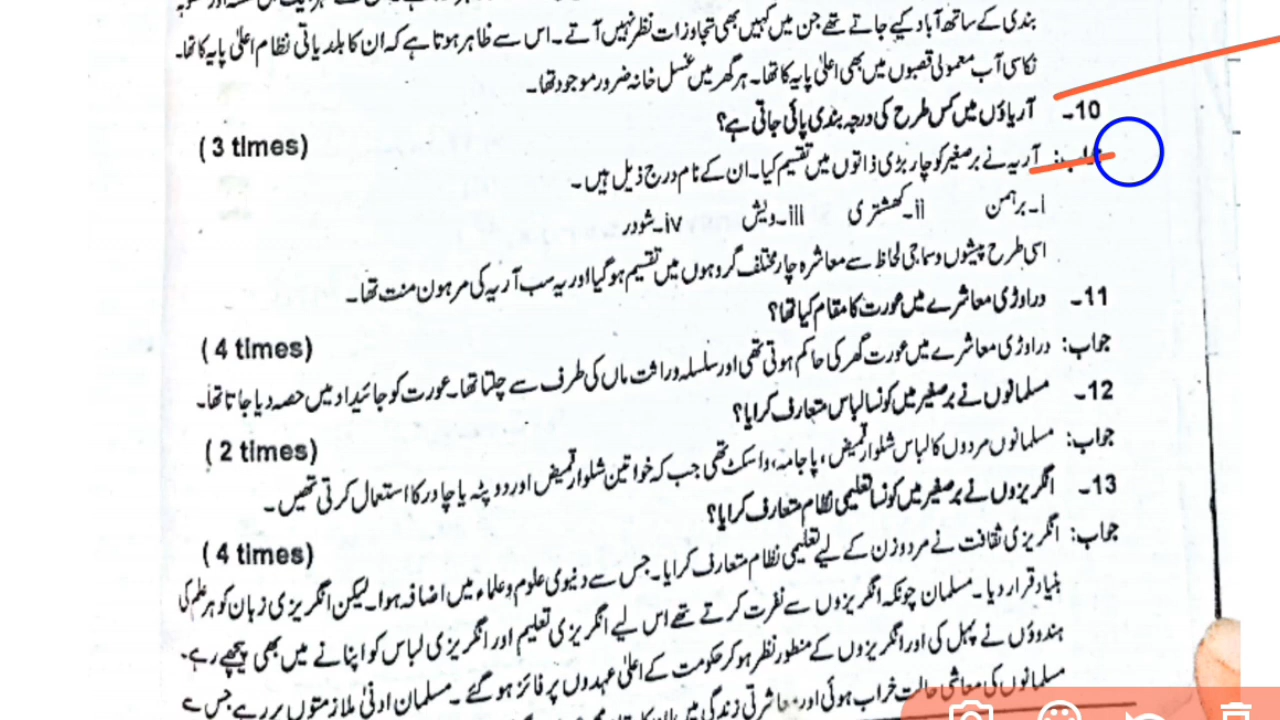 بندی کے ساتھ آباد کیے جاتے تھے جن میں کہیں بھی تجاوزات نظر نہیں آتے۔ اس سے ظاہر ہوتا ہے کہ ان کا بلدیاتی نظام اعلیٰ پایہ کا تھا۔
نکاسی آب معمولی قصبوں میں بھی اعلیٰ پایہ کا تھا۔ ہر گھر میں غسل خانہ ضرور موجود تھا۔
10۔ آریاؤں میں کس طرح کی درجہ بندی پائی جاتی ہے؟
(3 times)
جواب: آریہ نے برصغیر کو چار بڑی ذاتوں میں تقسیم کیا۔ ان کے نام درج ذیل ہیں۔
i۔ برہمن ii۔ کھشتری iii۔ ویش iv۔ شودر
اسی طرح پیشوں و سماجی لحاظ سے معاشرہ چار مختلف گروہوں میں تقسیم ہو گیا اور یہ سب آریہ کی مرہون منت تھا۔
11۔ دراوڑی معاشرے میں عورت کا مقام کیا تھا؟
(4 times)
جواب: دراوڑی معاشرے میں عورت گھر کی حاکم ہوتی تھی اور سلسلہ وراثت ماں کی طرف سے چلتا تھا۔ عورت کو جائیداد میں حصہ دیا جاتا تھا۔
12۔ مسلمانوں نے برصغیر میں کونسا لباس متعارف کرایا؟
(2 times)
جواب: مسلمانوں مردوں کا لباس شلوار قمیض، پاجامہ، واسکٹ تھی جب کہ خواتین شلوار قمیض اور دوپٹہ یا چادر کا استعمال کرتی تھیں۔
13۔ انگریزوں نے برصغیر میں کونسا تعلیمی نظام متعارف کرایا؟
(4 times)
جواب: انگریزی ثقافت نے مرد و زن کے لیے تعلیمی نظام متعارف کرایا۔ جس سے دنیوی علوم و علماء میں اضافہ ہوا۔ لیکن انگریزی زبان کو ہر علم کی
بنیاد قرار دیا۔ مسلمان چونکہ انگریزوں سے نفرت کرتے تھے اس لیے انگریزی تعلیم اور انگریزی لباس کو اپنانے میں بھی پیچھے رہے۔
ہندوؤں نے پہل کی اور انگریزوں کے منظور نظر ہو کر حکومت کے اعلیٰ عہدوں پر فائز ہو گئے۔ مسلمان ادنیٰ ملازمتوں پر رہے جس سے
مسلمانوں کی معاشی حالت خراب ہوئی اور معاشرتی زندگی میں